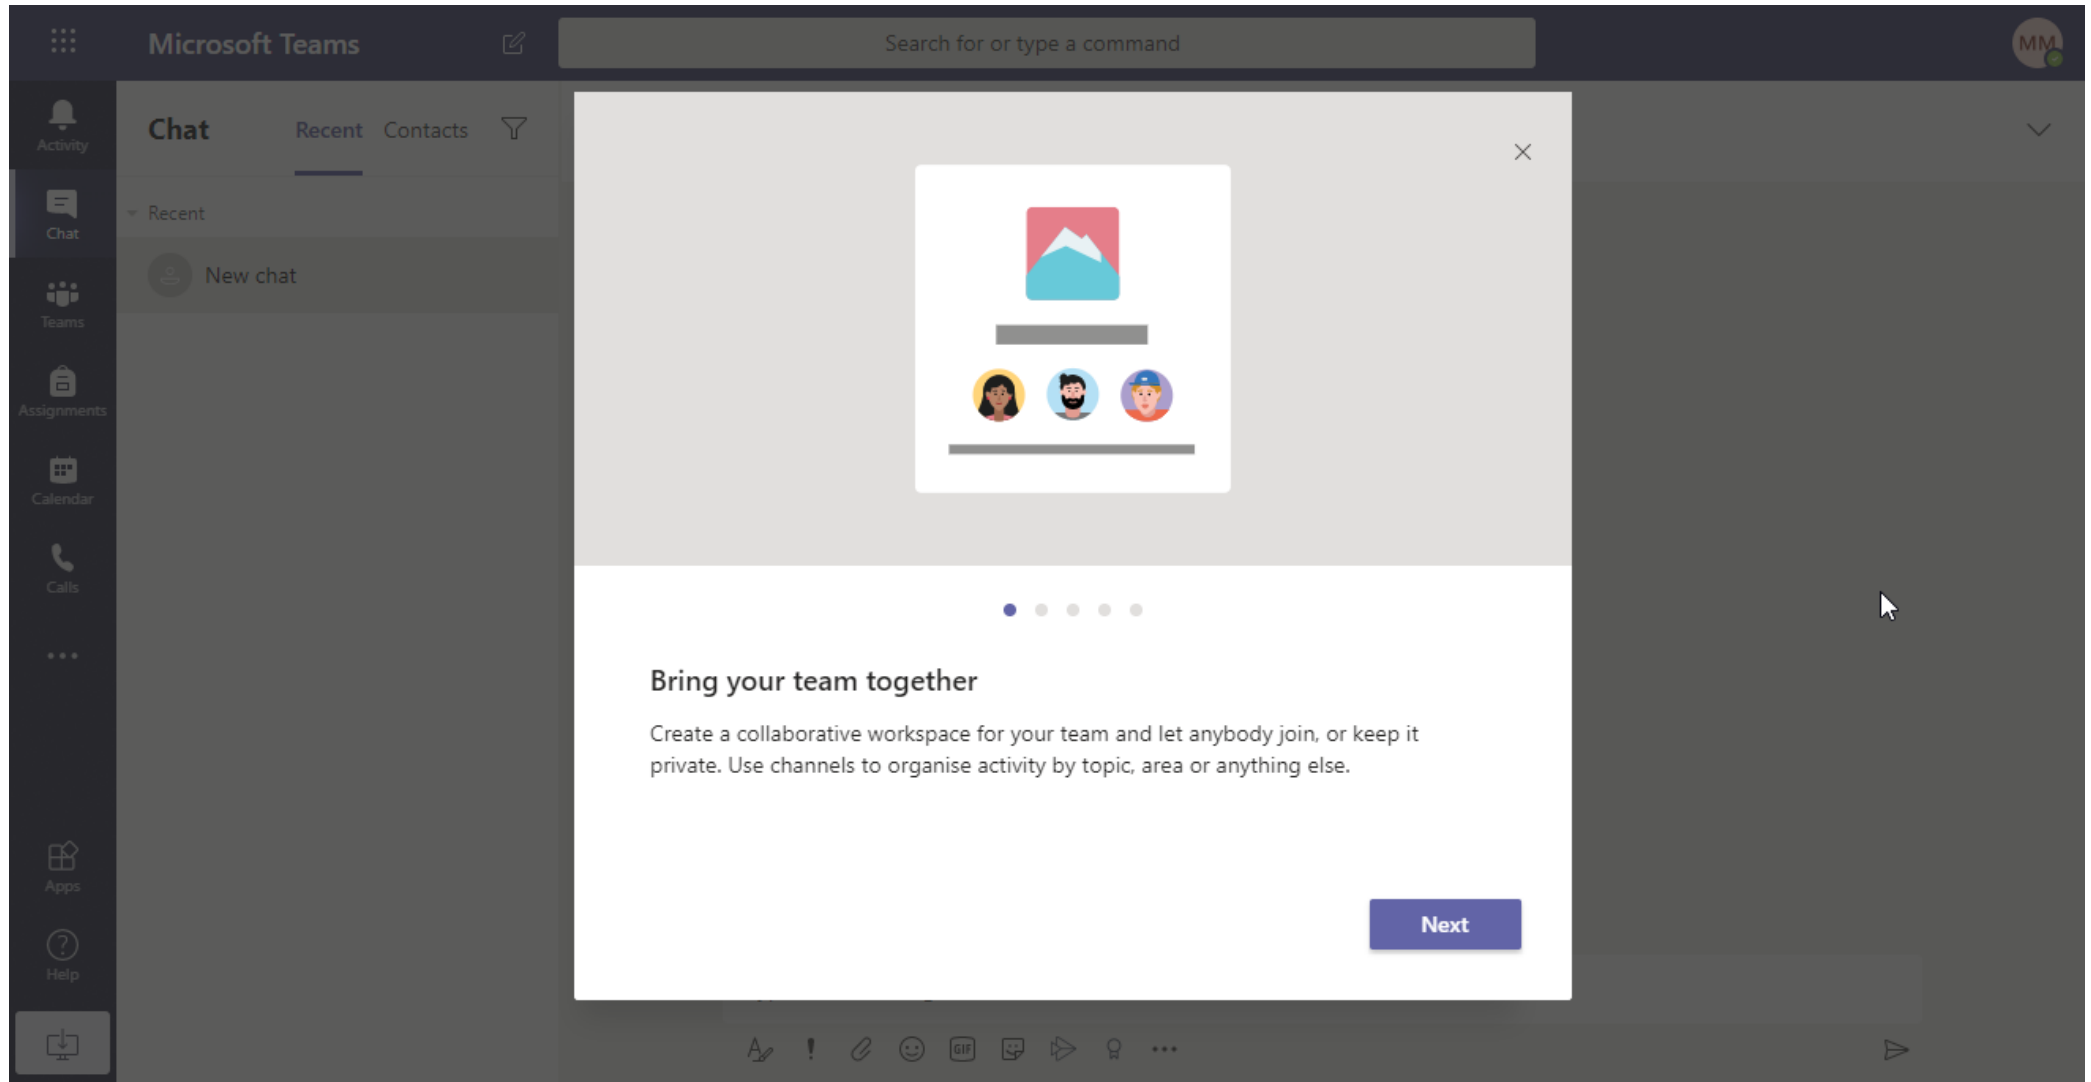 Microsoft Teams
Search for or type a command
MM
Activity
Chat
Teams
Assignments
Calendar
Calls
Apps
Help
Chat
Recent
Contacts
Recent
New chat
Bring your team together
Create a collaborative workspace for your team and let anybody join, or keep it
private. Use channels to organise activity by topic, area or anything else.
Next
GIF